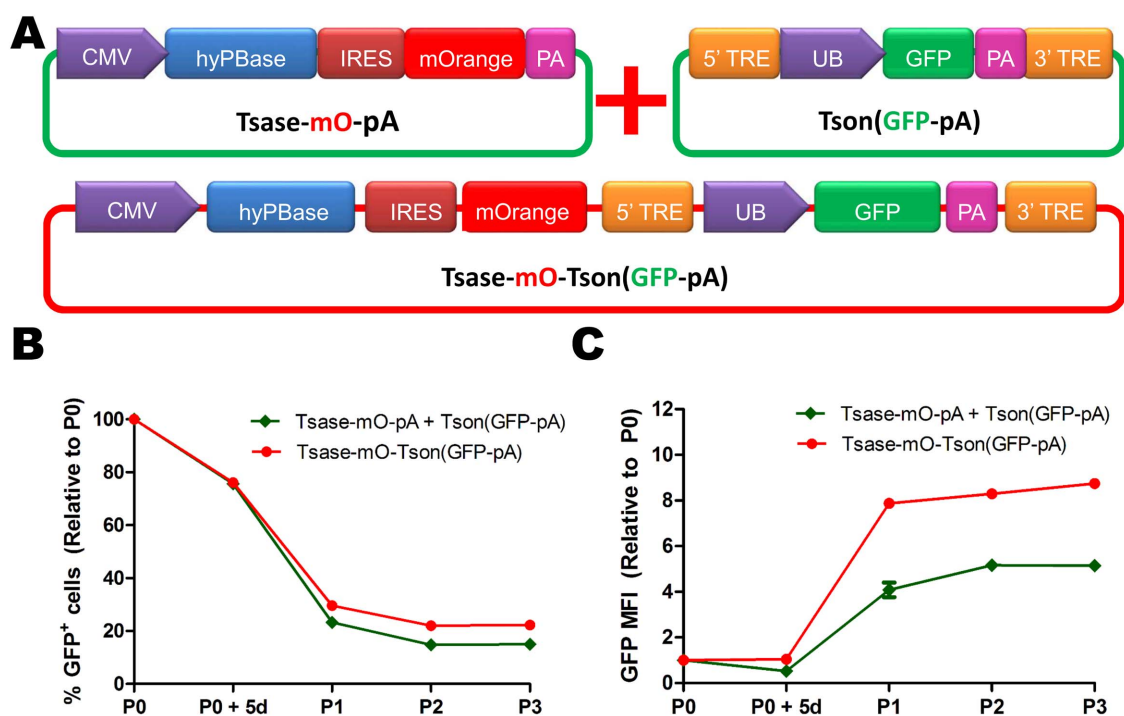 A
CMV hyPBase IRES mOrange PA 5’ TRE UB GFP PA 3’ TRE
Tsase-mO-pA + Tson(GFP-pA)
CMV hyPBase IRES mOrange 5’ TRE UB GFP PA 3’ TRE
Tsase-mO-Tson(GFP-pA)
B
% GFP+ cells (Relative to P0)
100
80
60
40
20
0
Tsase-mO-pA + Tson(GFP-pA)
Tsase-mO-Tson(GFP-pA)
P0 P0 + 5d P1 P2 P3
C
GFP MFI (Relative to P0)
12
10
8
6
4
2
0
Tsase-mO-pA + Tson(GFP-pA)
Tsase-mO-Tson(GFP-pA)
P0 P0 + 5d P1 P2 P3